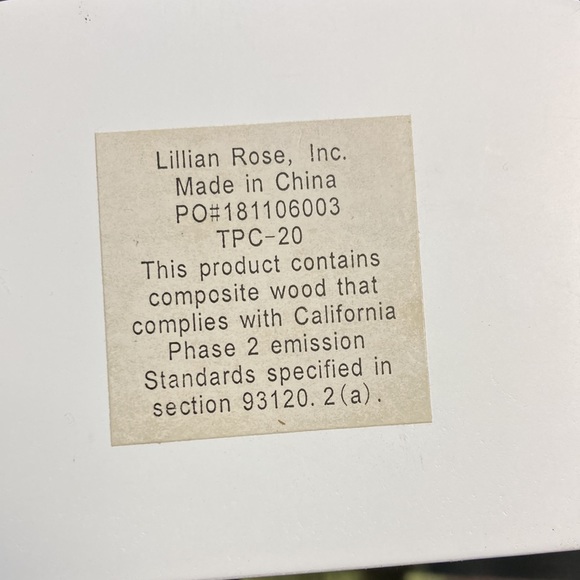 Lillian Rose, Inc.
Made in China
PO#181106003
TPC-20
This product contains
composite wood that
complies with California
Phase 2 emission
Standards specified in
section 93120.2(a).